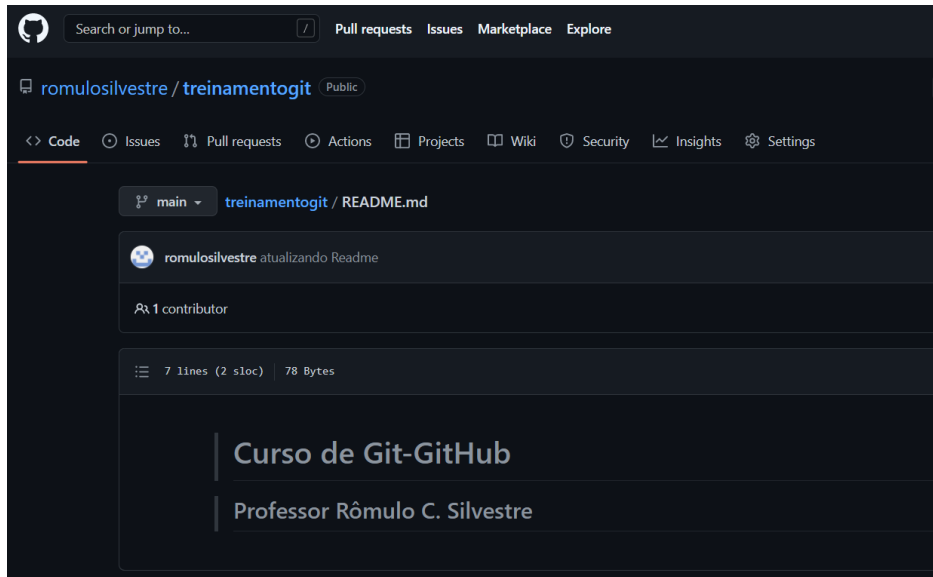 Search or jump to... / Pull requests Issues Marketplace Explore
romulosilvestre / treinamentogit Public
<> Code Issues Pull requests Actions Projects Wiki Security Insights Settings
main treinamentogit / README.md
romulosilvestre atualizando Readme
1 contributor
7 lines (2 sloc) 78 Bytes
Curso de Git-GitHub
Professor Rômulo C. Silvestre